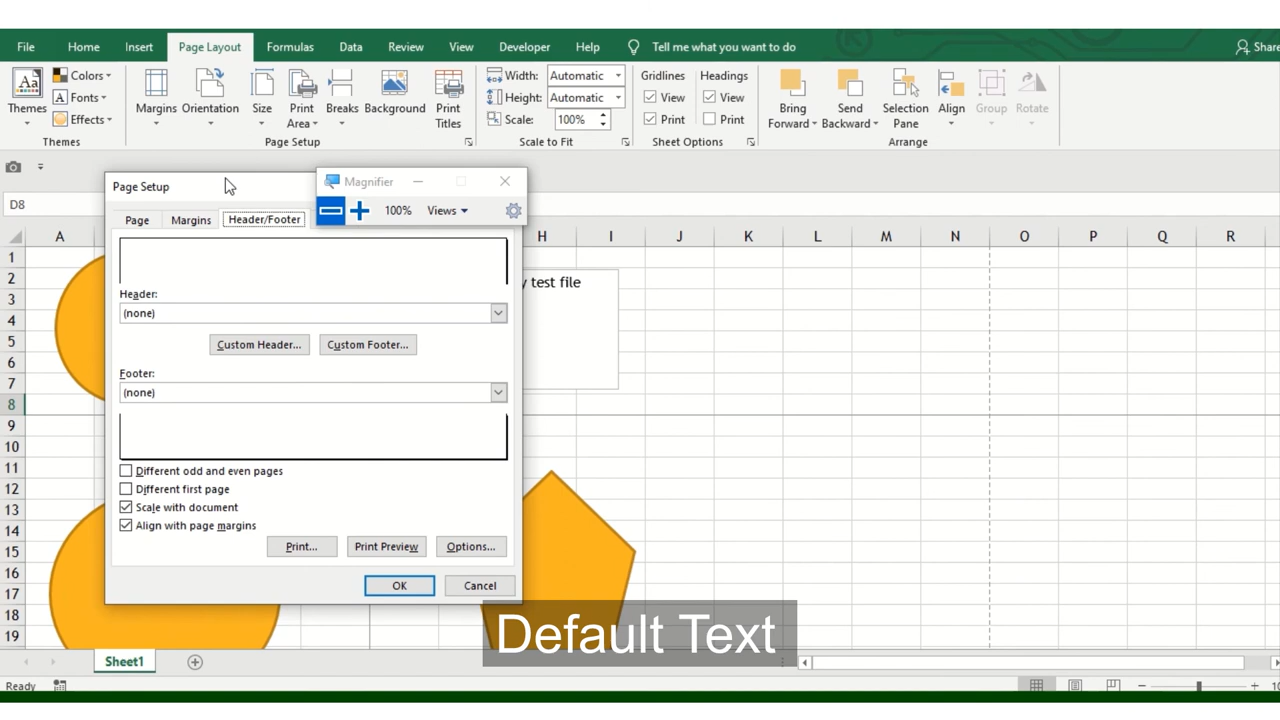 File Home Insert Page Layout Formulas Data Review View Developer Help Tell me what you want to do Share
Colors
Fonts
Effects
Themes
Themes
Margins Orientation Size Print Area Breaks Background Print Titles
Page Setup
Width: Automatic
Height: Automatic
Scale: 100%
Scale to Fit
Gridlines Headings
View View
Print Print
Sheet Options
Bring Forward Send Backward Selection Pane Align Group Rotate
Arrange
D8
Page Setup
Magnifier
100% Views
Page Margins Header/Footer
A H I J K L M N O P Q R
1
2
3
4
5
6
7
8
9
10
11
12
13
14
15
16
17
18
19
y test file
Header:
(none)
Custom Header... Custom Footer...
Footer:
(none)
Different odd and even pages
Different first page
Scale with document
Align with page margins
Print... Print Preview Options...
OK Cancel
Default Text
Sheet1
Ready
10